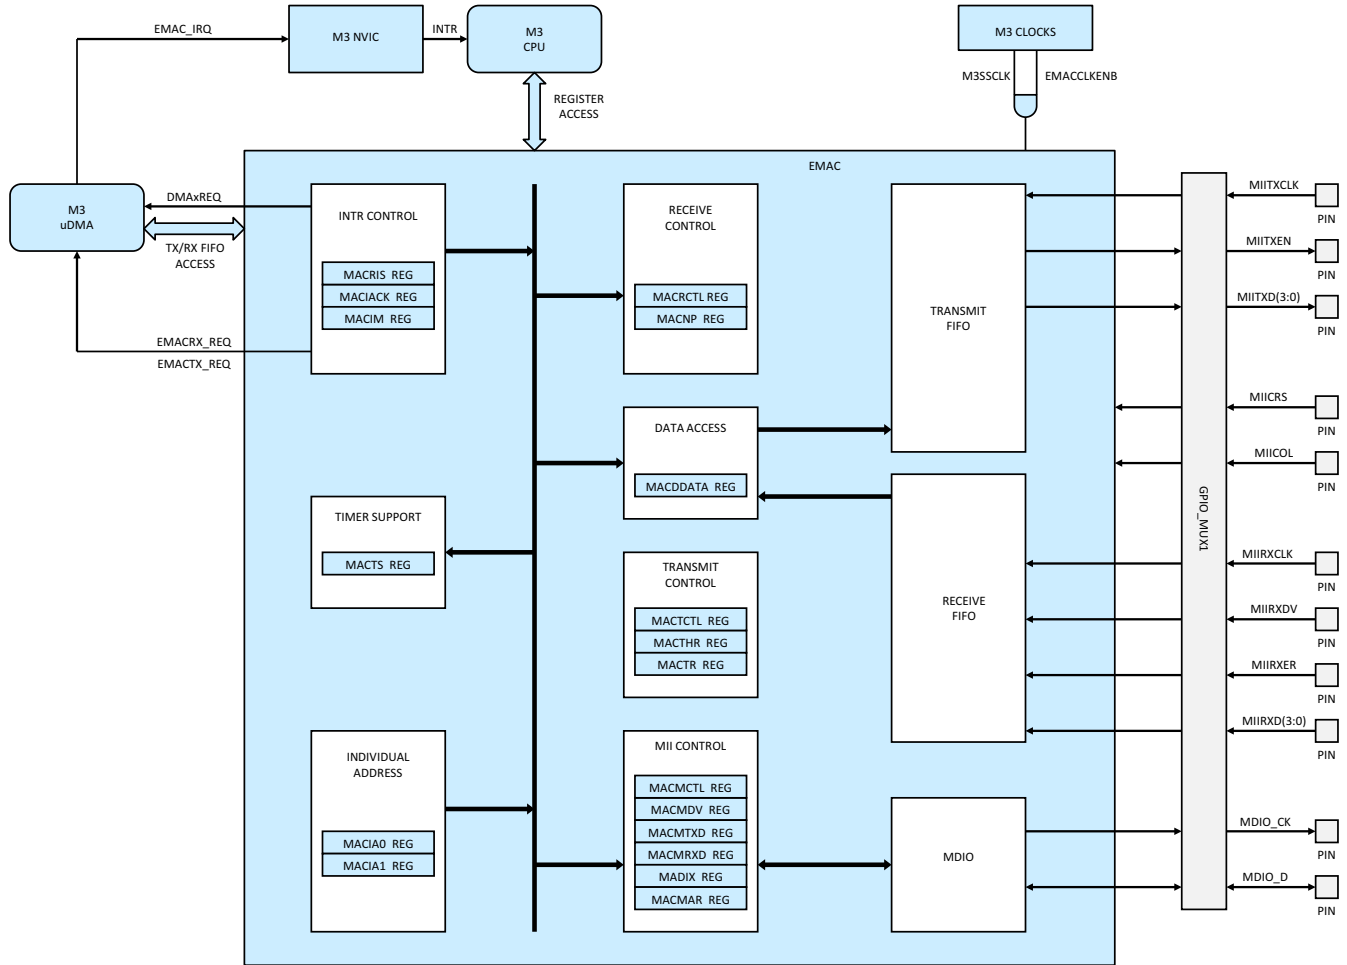 EMAC_IRQ
M3 NVIC
INTR
M3
CPU
M3 CLOCKS
M3SSCLK
EMACCLKENB
REGISTER
ACCESS
EMAC
M3
uDMA
DMAxREQ
TX/RX FIFO
ACCESS
EMACRX_REQ
EMACTX_REQ
INTR CONTROL
MACRIS REG
MACIACK REG
MACIM REG
RECEIVE
CONTROL
MACRCTL REG
MACNP REG
TRANSMIT
FIFO
DATA ACCESS
MACDDATA REG
TIMER SUPPORT
MACTS REG
TRANSMIT
CONTROL
MACTCTL REG
MACTHR REG
MACTR REG
RECEIVE
FIFO
INDIVIDUAL
ADDRESS
MACIA0 REG
MACIA1 REG
MII CONTROL
MACMCTL REG
MACMDV REG
MACMTXD REG
MACMRXD REG
MADIX REG
MACMAR REG
MDIO
GPIO_MUX1
MIITXCLK
PIN
MIITXEN
PIN
MIITXD(3:0)
PIN
MIICRS
PIN
MIICOL
PIN
MIIRXCLK
PIN
MIIRXDV
PIN
MIIRXER
PIN
MIIRXD(3:0)
PIN
MDIO_CK
PIN
MDIO_D
PIN